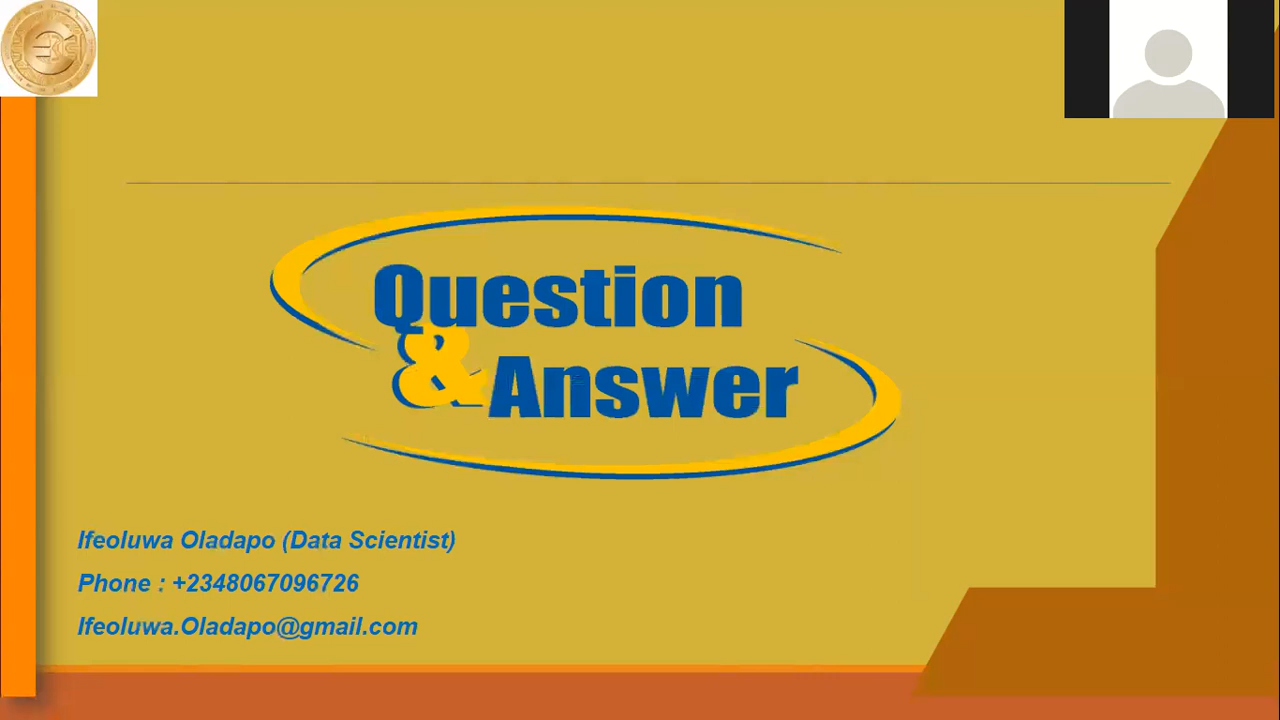 Question
& Answer
Ifeoluwa Oladapo (Data Scientist)
Phone : +2348067096726
Ifeoluwa.Oladapo@gmail.com